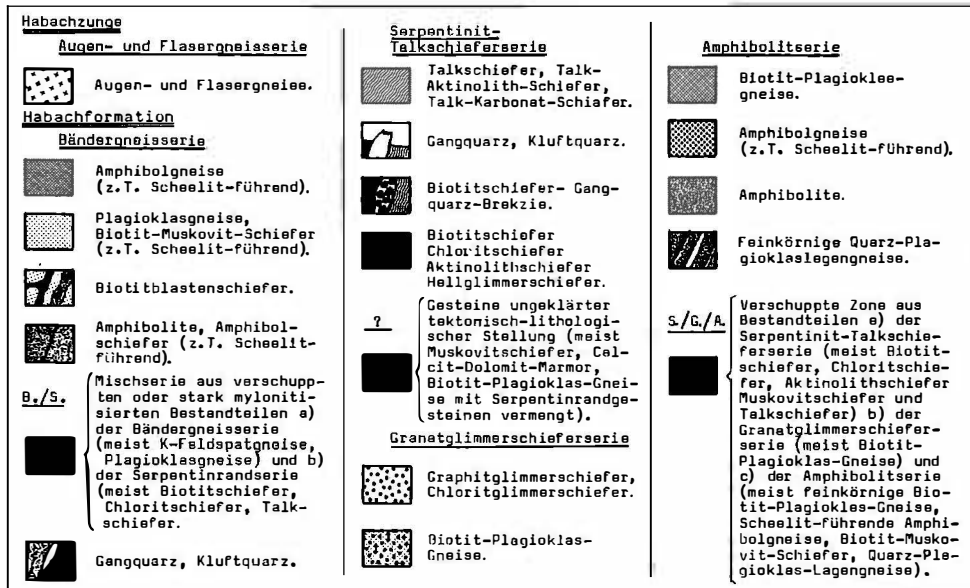 Habachzunge
Augen- und Flasergneisserie
Augen- und Flasergneise.
Habachformation
Bändergneisserie
Amphibolgneise
(z.T. Scheelit-führend).
Plagioklasgneise,
Biotit-Muskovit-Schiefer
(z.T. Scheelit-führend).
Biotitblastenschiefer.
Amphibolite, Amphibol-
schiefer (z.T. Scheelit-
führend).
B./S.
Mischserie aus verschupp-
ten oder stark myloniti-
sierten Bestandteilen a)
der Bändergneisserie
(meist K-Feldspatgneise,
Plagioklasgneise) und b)
der Serpentinrandserie
(meist Biotitschiefer,
Chloritschiefer, Talk-
schiefer.
Gangquarz, Kluftquarz.
Serpentinit-
Talkschieferserie
Talkschiefer, Talk-
Aktinolith-Schiefer,
Talk-Karbonat-Schiefer.
Gangquarz, Kluftquarz.
Biotitschiefer- Gang-
quarz-Brekzie.
Biotitschiefer
Chloritschiefer
Aktinolithschiefer
Hellglimmerschiefer.
?
Gesteine ungeklärter
tektonisch-lithologi-
scher Stellung (meist
Muskovitschiefer, Cal-
cit-Dolomit-Marmor,
Biotit-Plagioklas-Gnei-
se mit Serpentinrandge-
steinen vermengt).
Granatglimmerschieferserie
Graphitglimmerschiefer,
Chloritglimmerschiefer.
Biotit-Plagioklas-
Gneise.
Amphibolitserie
Biotit-Plagioklas-
gneise.
Amphibolgneise
(z.T. Scheelit-führend).
Amphibolite.
Feinkörnige Quarz-Pla-
gioklaslagengneise.
S./G./A.
Verschuppte Zone aus
Bestandteilen a) der
Serpentinit-Talkschie-
ferserie (meist Biotit-
schiefer, Chloritschie-
fer, Aktinolithschiefer
Muskovitschiefer und
Talkschiefer) b) der
Granatglimmerschiefer-
serie (meist Biotit-
Plagioklas-Gneise) und
c) der Amphibolitserie
(meist feinkörnige Bio-
tit-Plagioklas-Gneise,
Scheelit-führende Amphi-
bolgneise, Biotit-Musko-
vit-Schiefer, Quarz-Pla-
gioklas-Lagengneise).